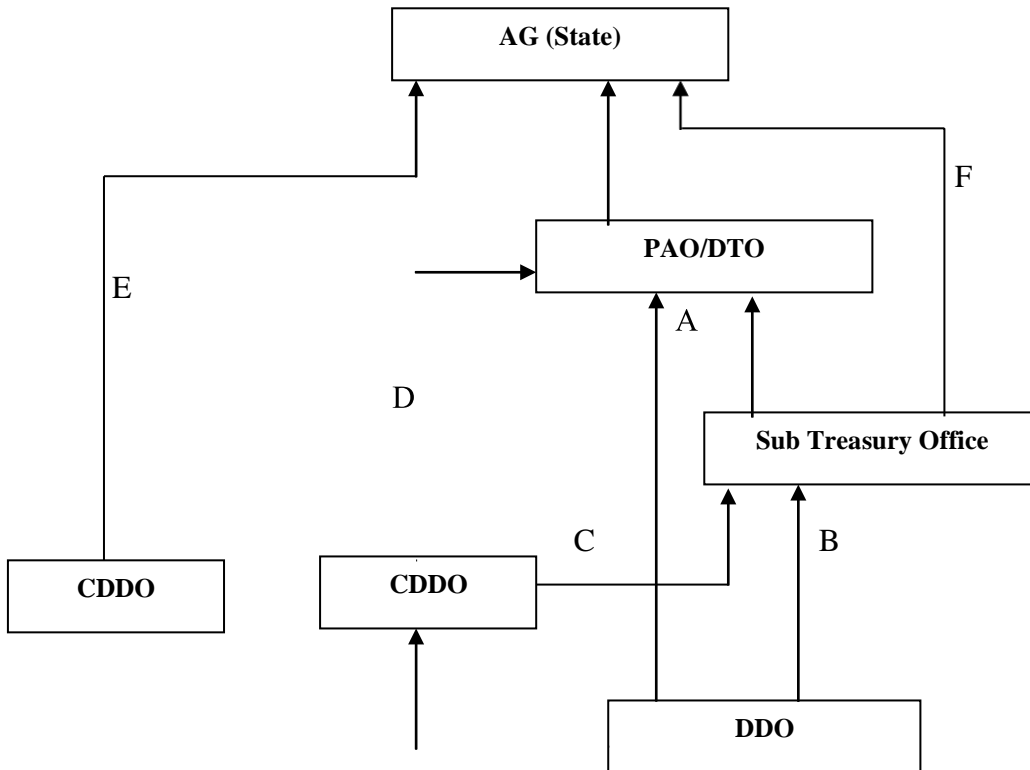 AG (State)
F
PAO/DTO
E
A
D
Sub Treasury Office
C
B
CDDO
CDDO
DDO